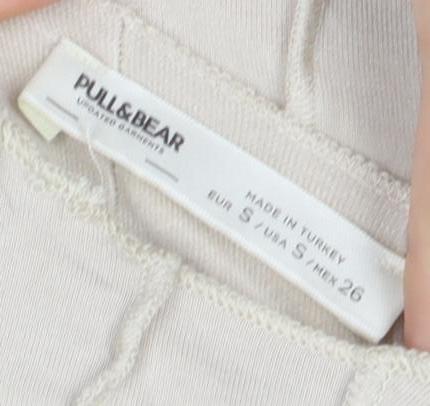 PULL&BEAR
UPDATED GARMENTS
MADE IN TURKEY
EUR S / USA S / MEX 26